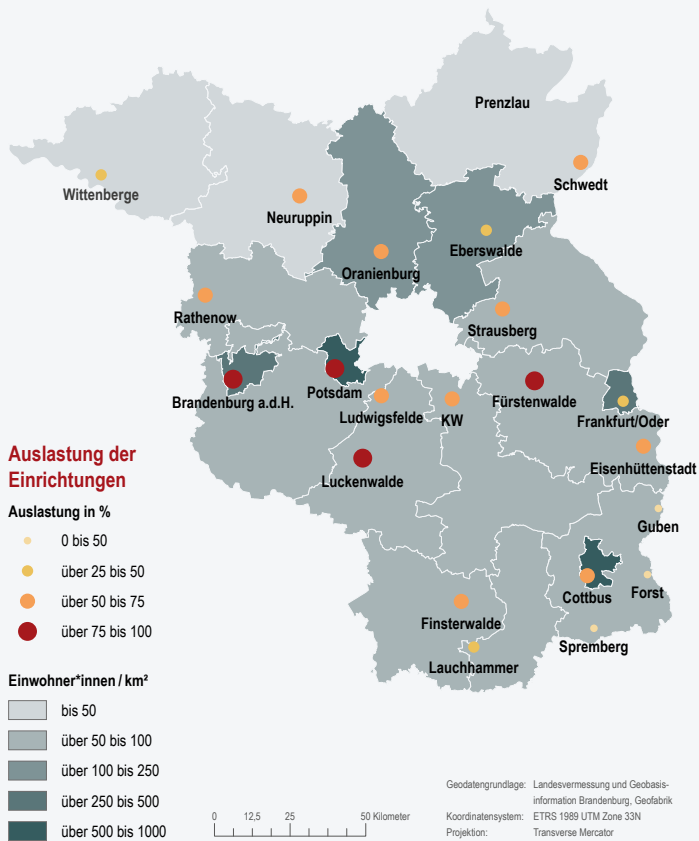 Prenzlau
Schwedt
Wittenberge
Neuruppin
Eberswalde
Oranienburg
Rathenow
Strausberg
Brandenburg a.d.H.
Potsdam
Ludwigsfelde
KW
Fürstenwalde
Frankfurt/Oder
Eisenhüttenstadt
Luckenwalde
Guben
Cottbus
Forst
Finsterwalde
Spremberg
Lauchhammer
Auslastung der
Einrichtungen
Auslastung in %
0 bis 50
über 25 bis 50
über 50 bis 75
über 75 bis 100
Einwohner*innen / km²
bis 50
über 50 bis 100
über 100 bis 250
über 250 bis 500
über 500 bis 1000
0 12,5 25 50 Kilometer
Geodatengrundlage: Landesvermessung und Geobasis-
information Brandenburg, Geofabrik
Koordinatensystem: ETRS 1989 UTM Zone 33N
Projektion: Transverse Mercator